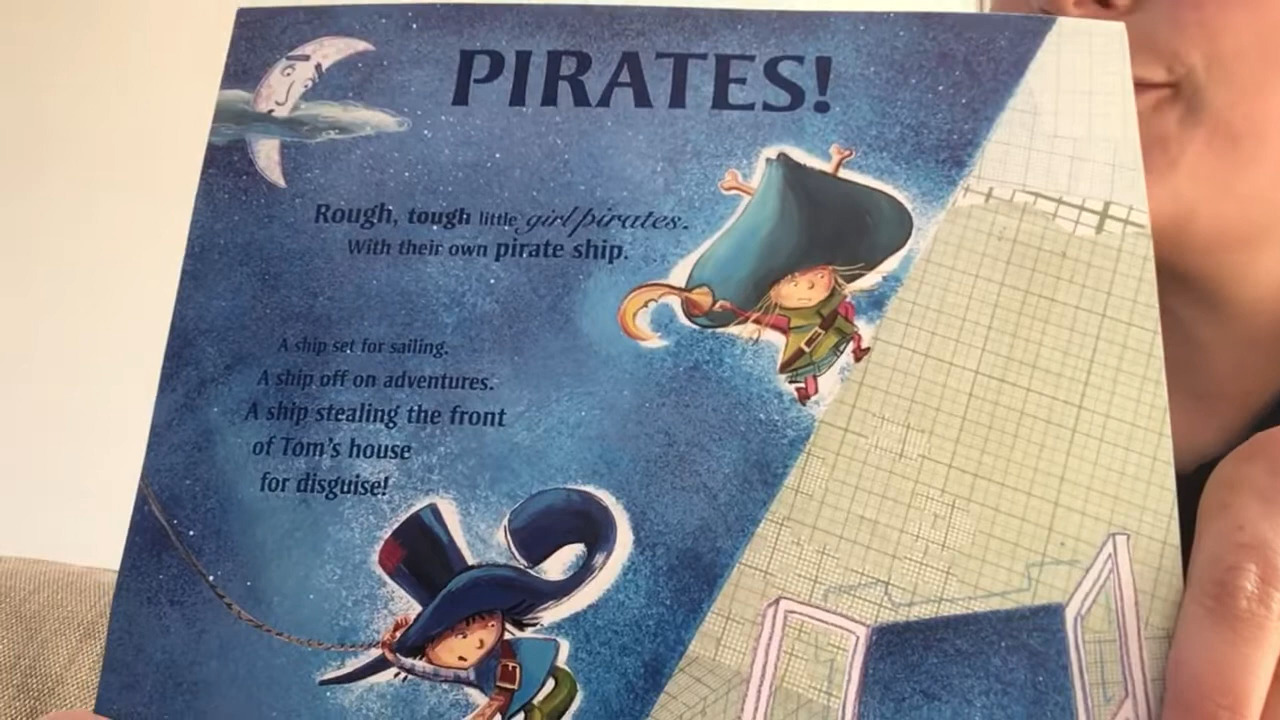 PIRATES!
Rough, tough little girl pirates.
With their own pirate ship.
A ship set for sailing.
A ship off on adventures.
A ship stealing the front
of Tom's house
for disguise!